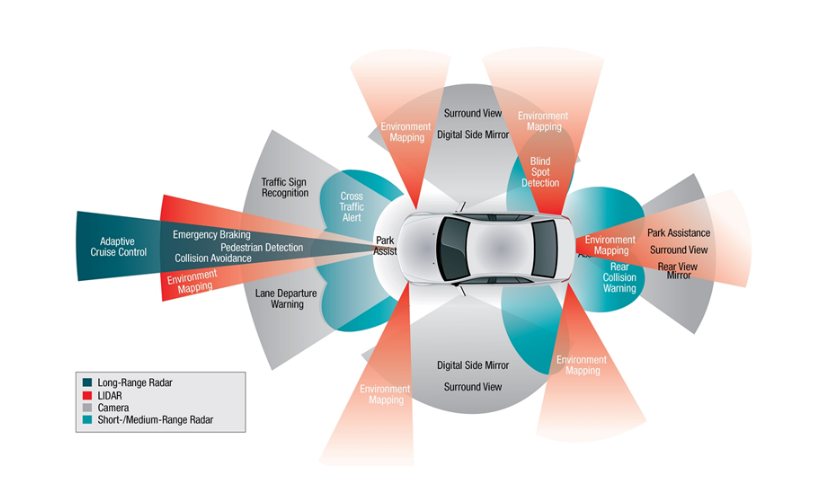 Surround View
Digital Side Mirror
Environment
Mapping
Environment
Mapping
Blind
Spot
Detection
Traffic Sign
Recognition
Cross
Traffic
Alert
Adaptive
Cruise Control
Emergency Braking
Pedestrian Detection
Collision Avoidance
Environment
Mapping
Park
Assist
Lane Departure
Warning
Environment
Mapping
Park Assistance
Surround View
Rear View
Mirror
Rear
Collision
Warning
Digital Side Mirror
Surround View
Environment
Mapping
Environment
Mapping
Long-Range Radar
LIDAR
Camera
Short-/Medium-Range Radar